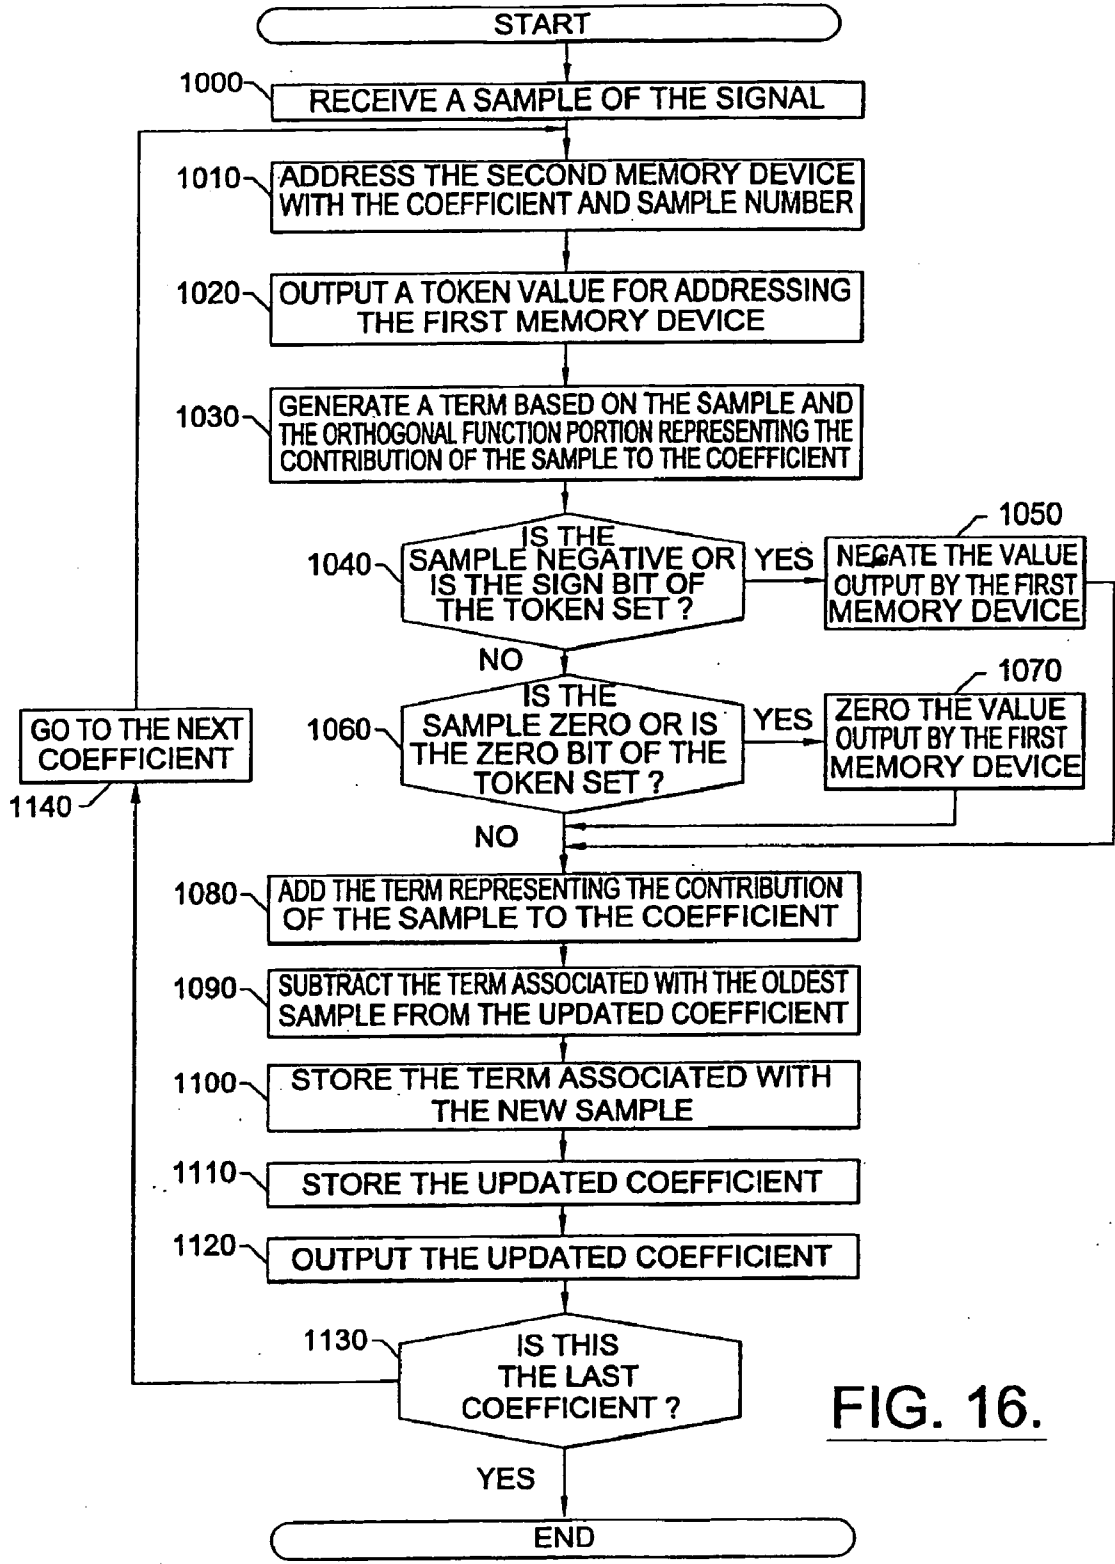 START
1000
RECEIVE A SAMPLE OF THE SIGNAL
1010
ADDRESS THE SECOND MEMORY DEVICE
WITH THE COEFFICIENT AND SAMPLE NUMBER
1020
OUTPUT A TOKEN VALUE FOR ADDRESSING
THE FIRST MEMORY DEVICE
1030
GENERATE A TERM BASED ON THE SAMPLE AND
THE ORTHOGONAL FUNCTION PORTION REPRESENTING THE
CONTRIBUTION OF THE SAMPLE TO THE COEFFICIENT
1040
IS THE
SAMPLE NEGATIVE OR
IS THE SIGN BIT OF
THE TOKEN SET ?
YES
1050
NEGATE THE VALUE
OUTPUT BY THE FIRST
MEMORY DEVICE
NO
1060
IS THE
SAMPLE ZERO OR IS
THE ZERO BIT OF THE
TOKEN SET ?
YES
1070
ZERO THE VALUE
OUTPUT BY THE FIRST
MEMORY DEVICE
GO TO THE NEXT
COEFFICIENT
1140
NO
1080
ADD THE TERM REPRESENTING THE CONTRIBUTION
OF THE SAMPLE TO THE COEFFICIENT
1090
SUBTRACT THE TERM ASSOCIATED WITH THE OLDEST
SAMPLE FROM THE UPDATED COEFFICIENT
1100
STORE THE TERM ASSOCIATED WITH
THE NEW SAMPLE
1110
STORE THE UPDATED COEFFICIENT
1120
OUTPUT THE UPDATED COEFFICIENT
1130
IS THIS
THE LAST
COEFFICIENT ?
FIG. 16.
YES
END